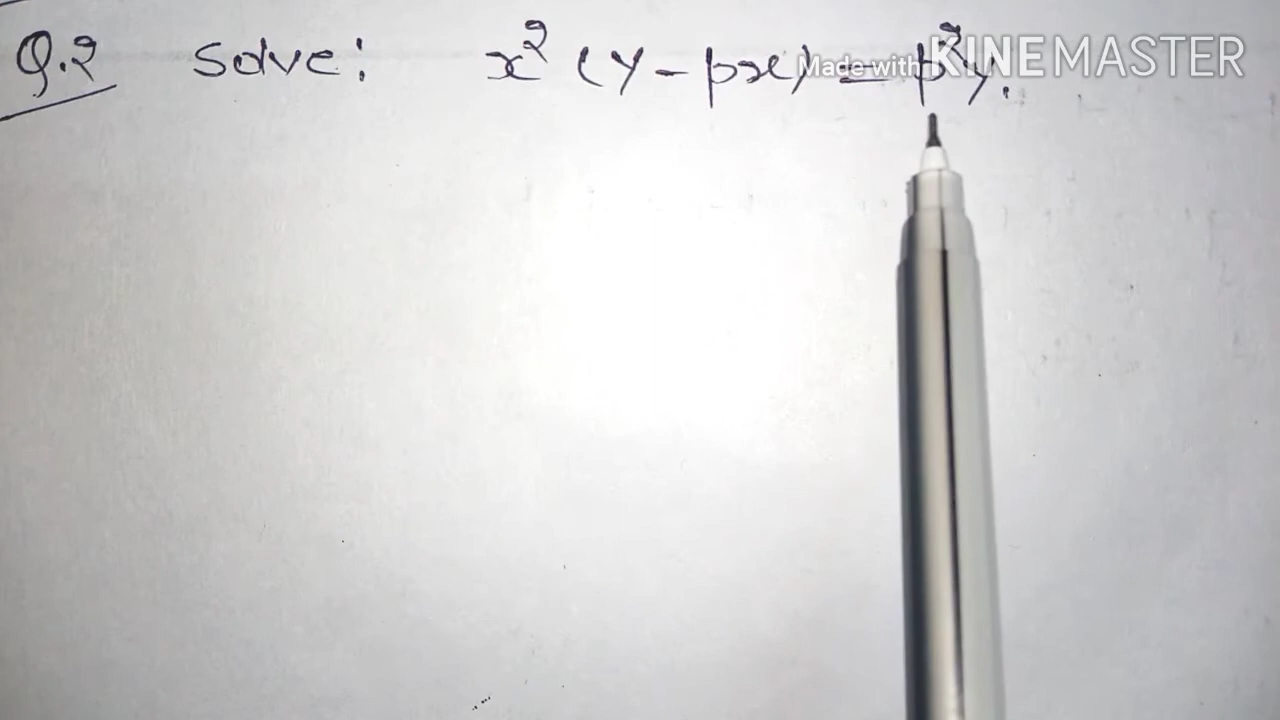 Q.2 Solve: x² (y - px) = p²y.
Made with KINEMASTER